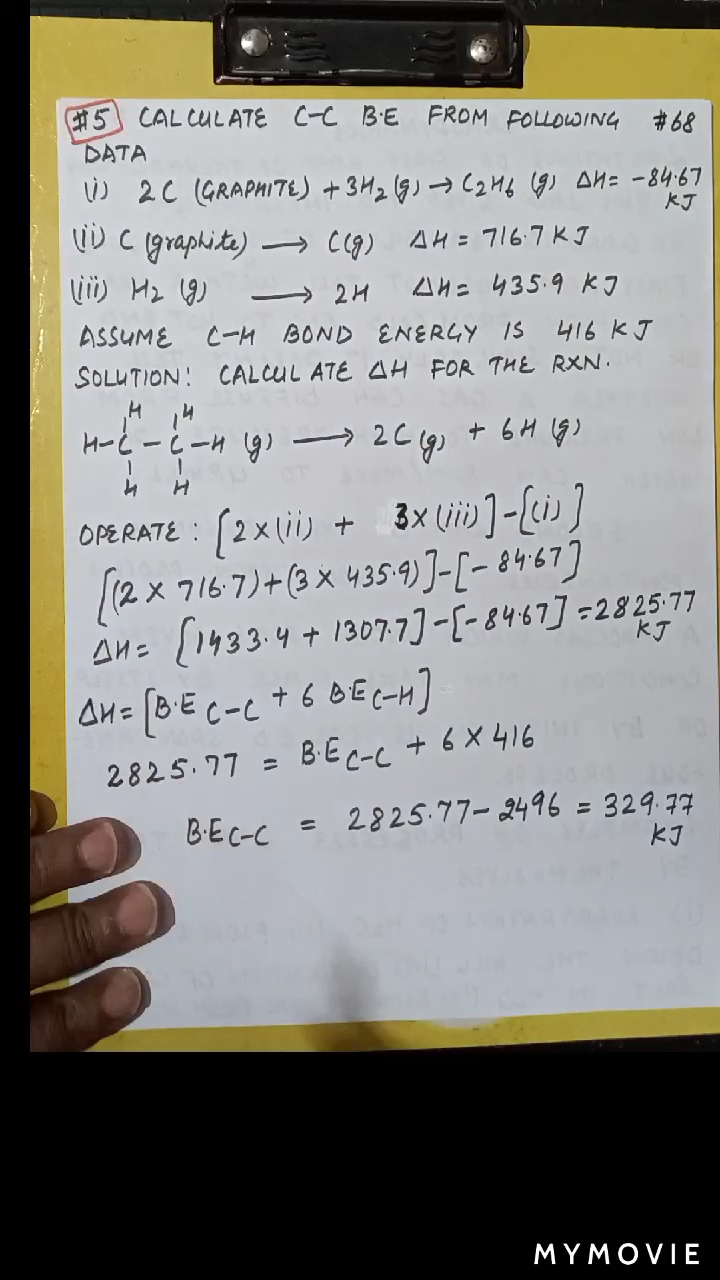 #5 CALCULATE C-C B.E FROM FOLLOWING #68
DATA
(i) 2C (GRAPHITE) + 3H₂(g) → C₂H₆ (g) ΔH = -84.67
KJ
(ii) C (graphite) → C(g) ΔH = 716.7 KJ
(iii) H₂ (g) → 2H ΔH = 435.9 KJ
ASSUME C-H BOND ENERGY IS 416 KJ
SOLUTION: CALCULATE ΔH FOR THE RXN.
H H
H-C-C-H (g) → 2C(g) + 6H (g)
H H
OPERATE: [2×(ii) + 3×(iii)]-[(i)]
[(2 × 716.7)+(3 × 435.9)]-[-84.67]
ΔH= [1433.4 + 1307.7]-[-84.67]=2825.77
KJ
ΔH=[B.E C-C + 6 B.E C-H]
2825.77 = B.E C-C + 6 × 416
B.E C-C = 2825.77-2496 = 329.77
KJ
MYMOVIE